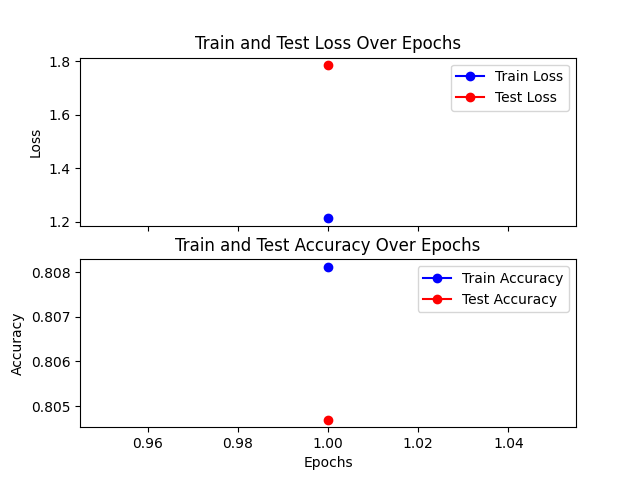 Train and Test Loss Over Epochs
1.8
1.6
1.4
1.2
Loss
Train Loss
Test Loss
Train and Test Accuracy Over Epochs
0.808
0.807
0.806
0.805
Accuracy
Train Accuracy
Test Accuracy
0.96 0.98 1.00 1.02 1.04
Epochs